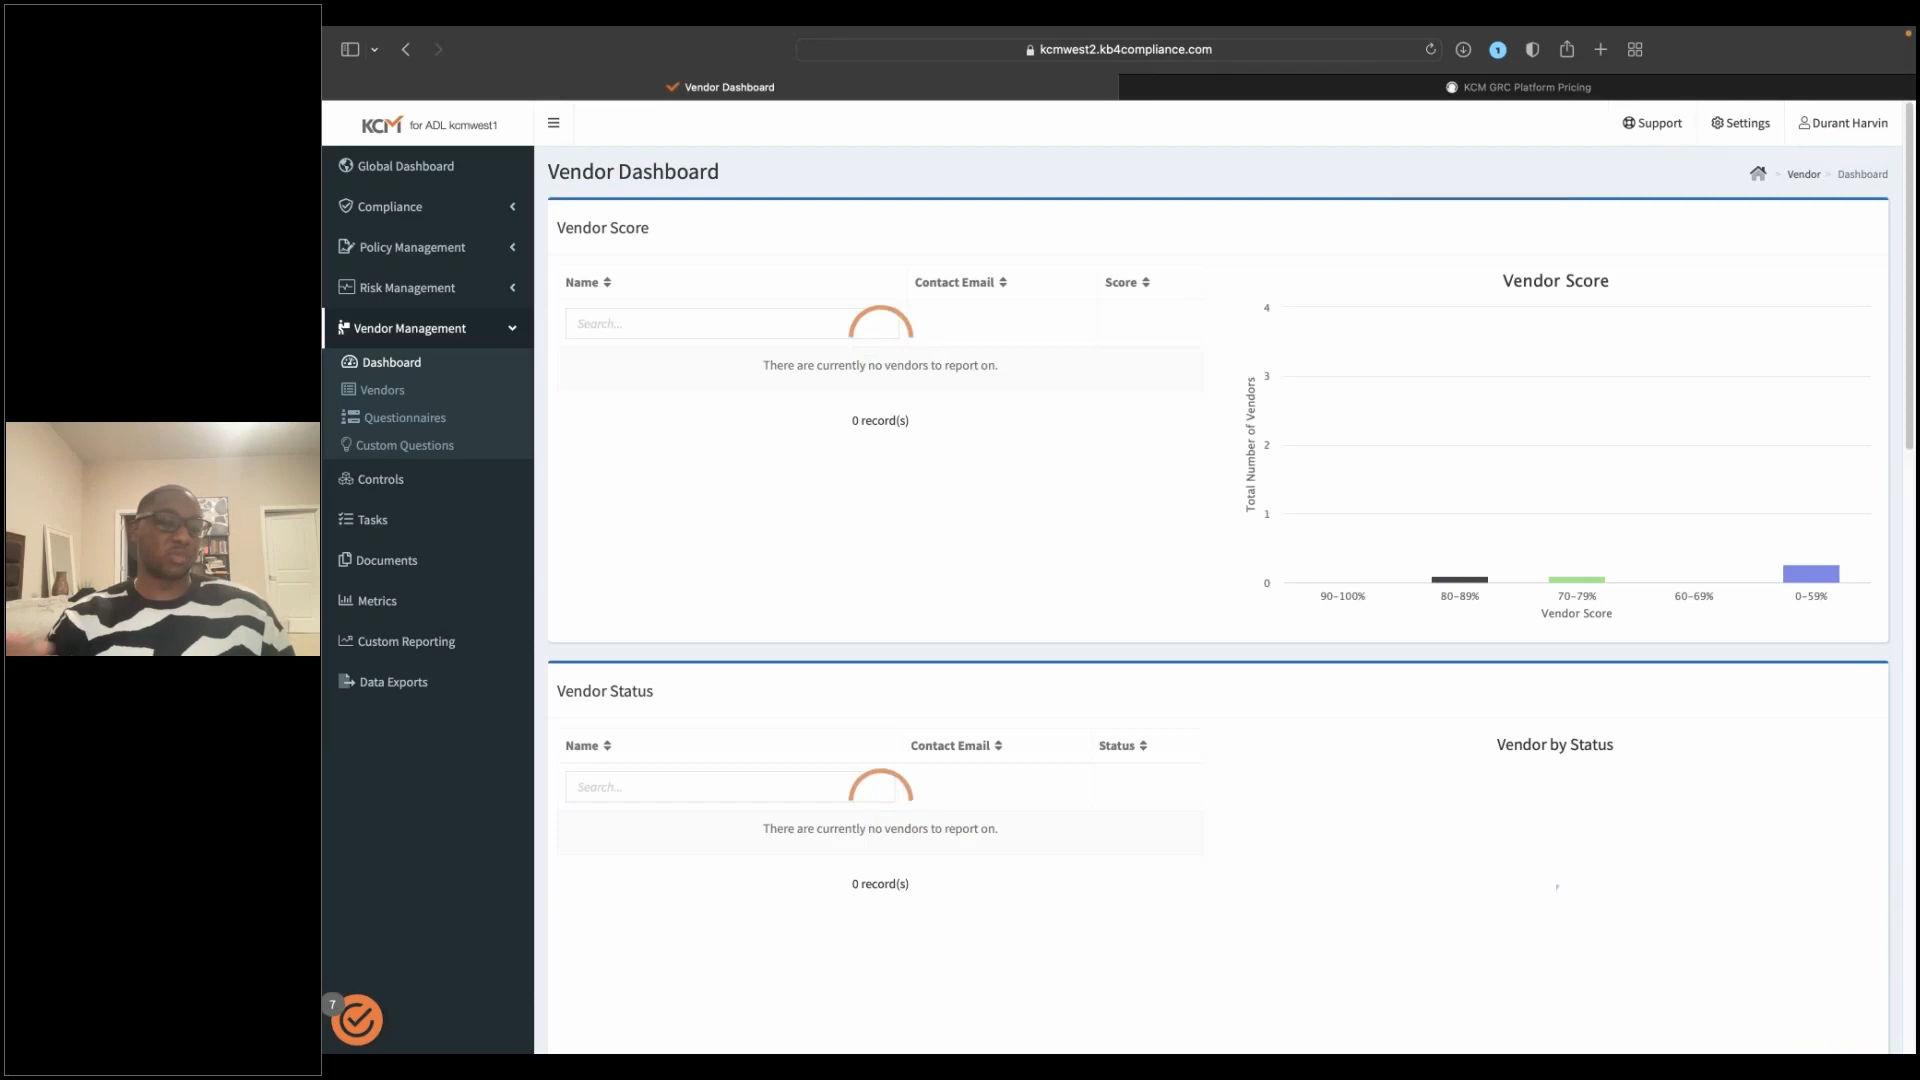 kcmwest2.kb4compliance.com
1
Vendor Dashboard
KCM GRC Platform Pricing
KCM for ADL kcmwest1
Support
Settings
Durant Harvin
Global Dashboard
Compliance
Policy Management
Risk Management
Vendor Management
Dashboard
Vendors
Questionnaires
Custom Questions
Controls
Tasks
Documents
Metrics
Custom Reporting
Data Exports
7
Vendor Dashboard
Vendor Dashboard
Vendor Score
Name Contact Email Score
Search...
There are currently no vendors to report on.
0 record(s)
Vendor Score
Total Number of Vendors
4
3
2
1
0
90-100% 80-89% 70-79% 60-69% 0-59%
Vendor Score
Vendor Status
Name Contact Email Status
Search...
There are currently no vendors to report on.
0 record(s)
Vendor by Status